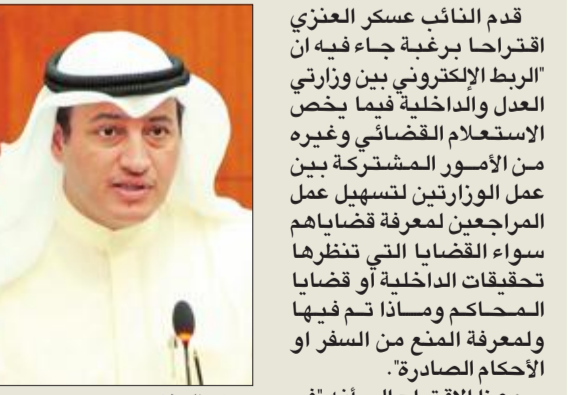 قدم النائب عسكر العنزي
اقتراحا برغبة جاء فيه ان
"الربط الإلكتروني بين وزارتي
العدل والداخلية فيما يخص
الاستعلام القضائي وغيره
من الأمور المشتركة بين
عمل الوزارتين لتسهيل عمل
المراجعين لمعرفة قضاياهم
سواء القضايا التي تنظرها
تحقيقات الداخلية او قضايا
المحاكم وماذا تم فيها
ولمعرفة المنع من السفر او
الأحكام الصادرة".